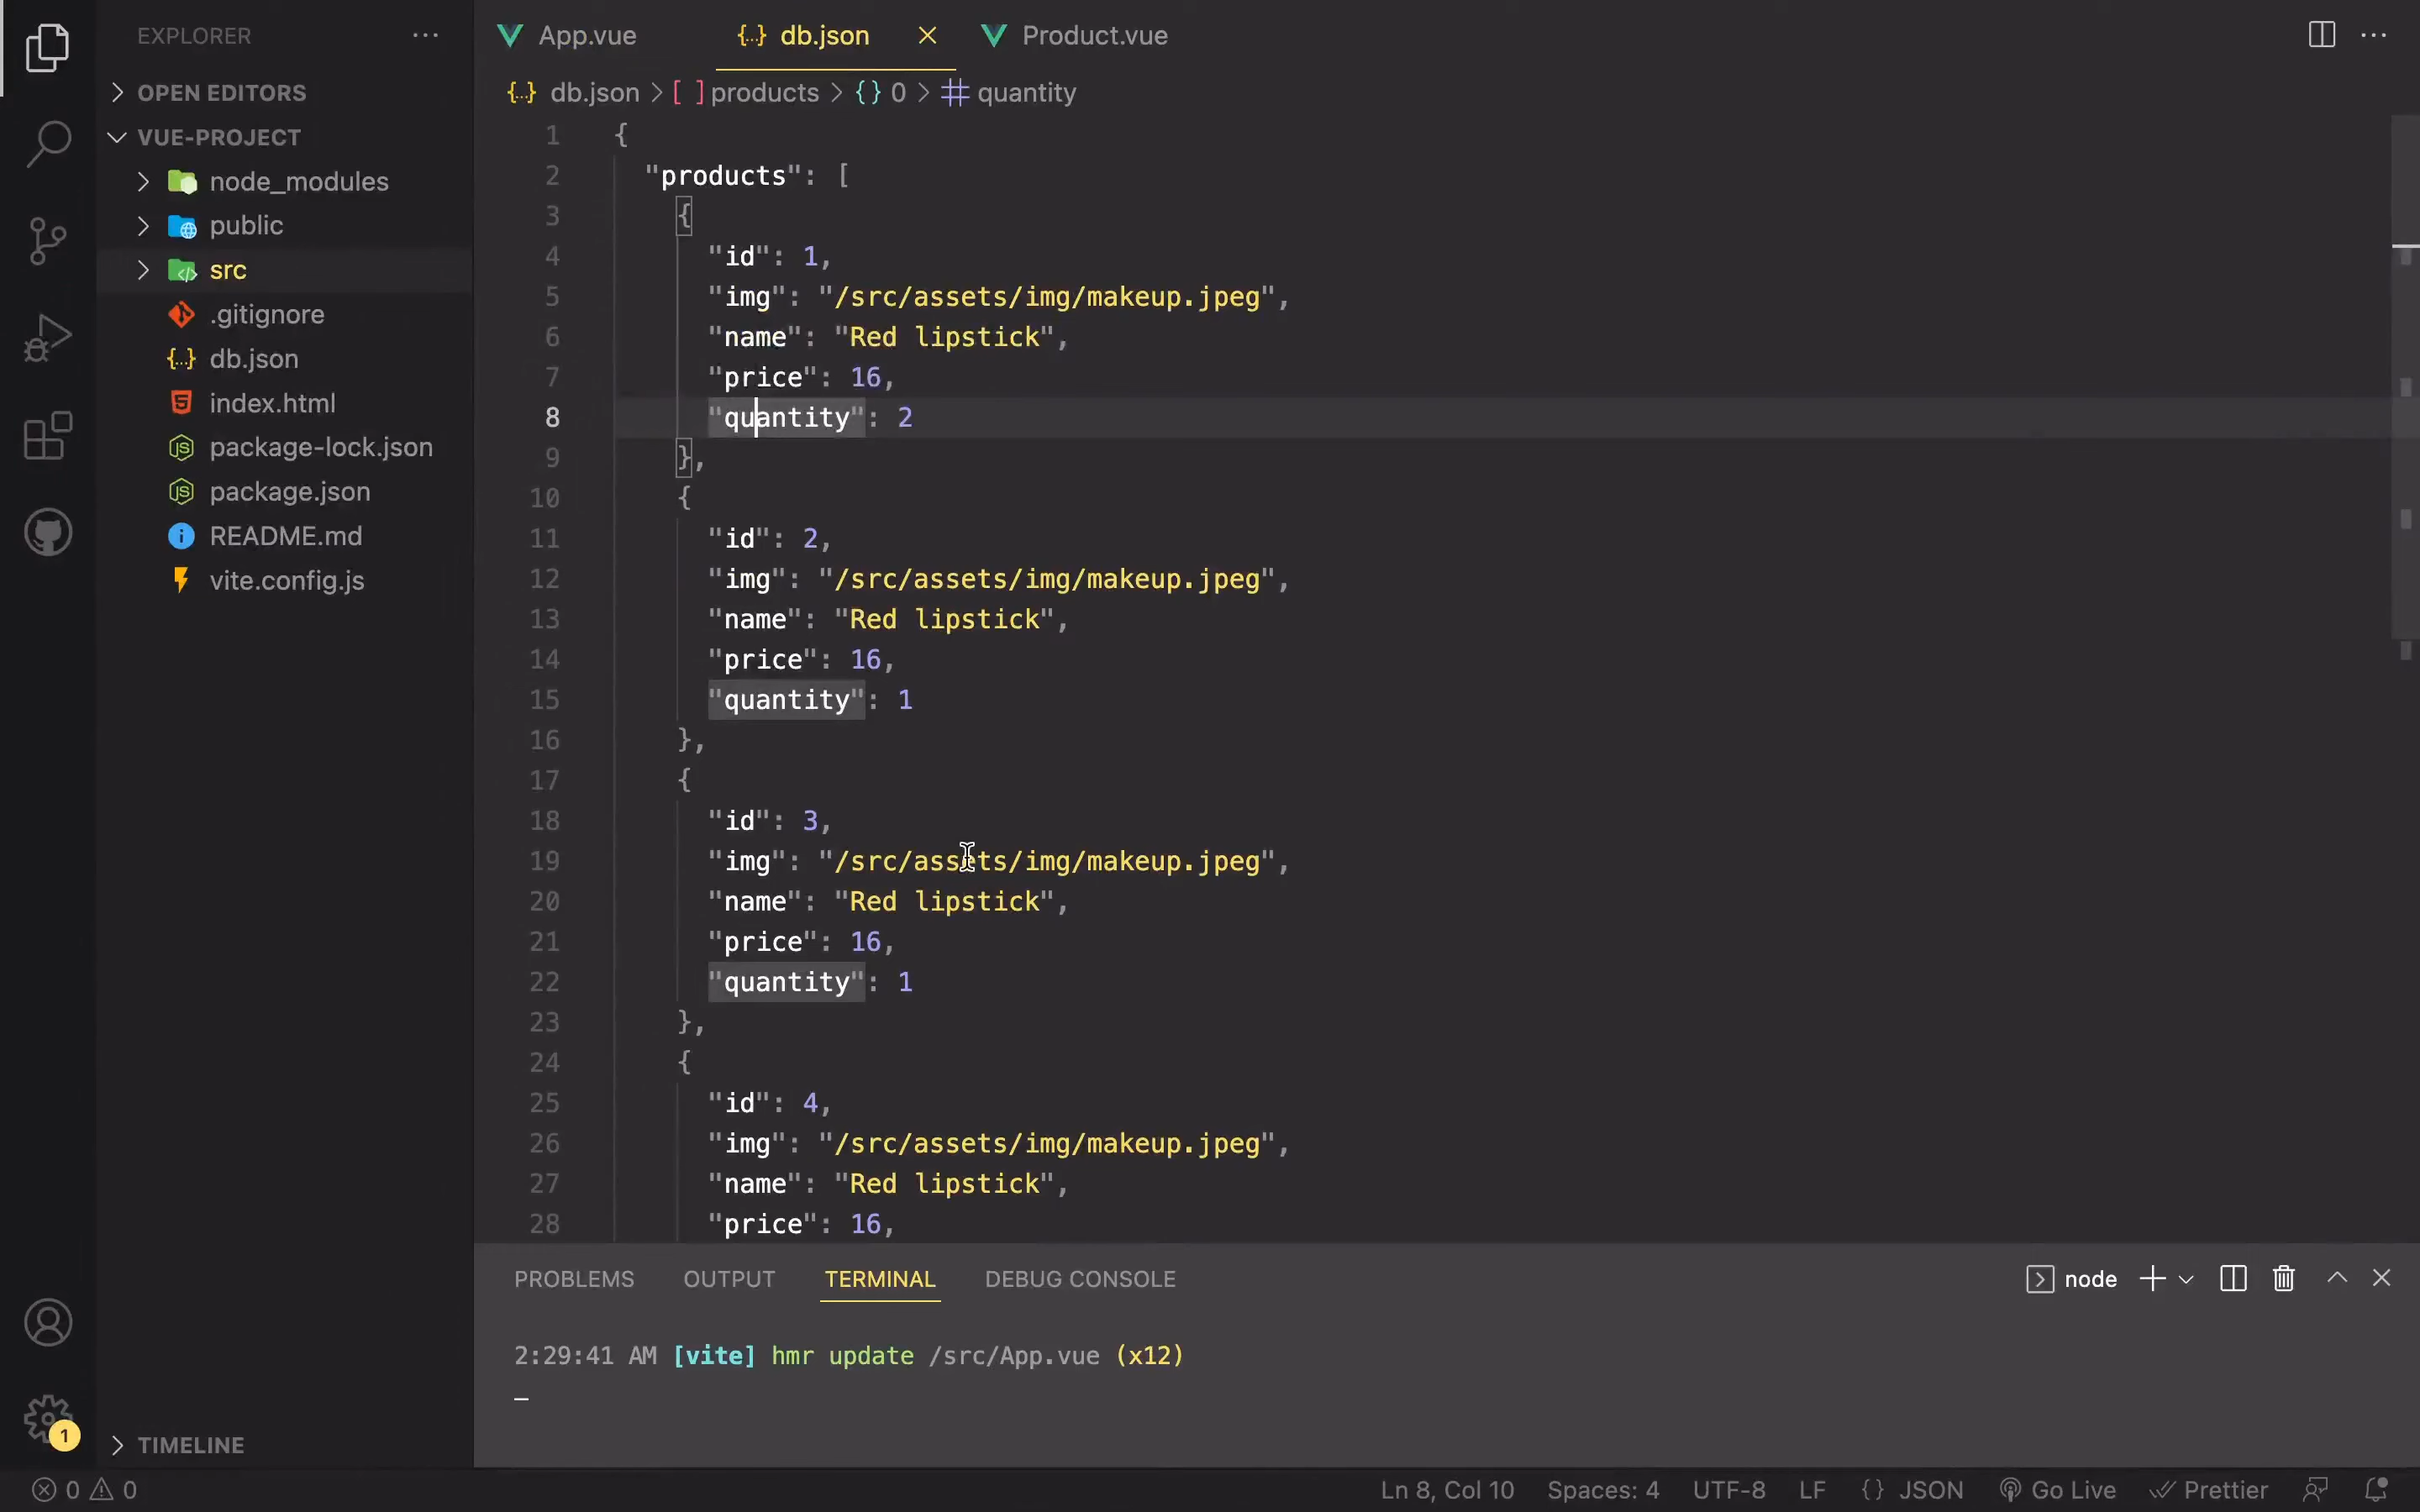 EXPLORER
OPEN EDITORS
VUE-PROJECT
node_modules
public
src
.gitignore
db.json
index.html
package-lock.json
package.json
README.md
vite.config.js
TIMELINE
1
App.vue
{..} db.json
Product.vue
{..} db.json > [ ] products > {} 0 > quantity
1 {
2 "products": [
3 {
4 "id": 1,
5 "img": "/src/assets/img/makeup.jpeg",
6 "name": "Red lipstick",
7 "price": 16,
8 "quantity": 2
9 },
10 {
11 "id": 2,
12 "img": "/src/assets/img/makeup.jpeg",
13 "name": "Red lipstick",
14 "price": 16,
15 "quantity": 1
16 },
17 {
18 "id": 3,
19 "img": "/src/assets/img/makeup.jpeg",
20 "name": "Red lipstick",
21 "price": 16,
22 "quantity": 1
23 },
24 {
25 "id": 4,
26 "img": "/src/assets/img/makeup.jpeg",
27 "name": "Red lipstick",
28 "price": 16,
PROBLEMS OUTPUT TERMINAL DEBUG CONSOLE node
2:29:41 AM [vite] hmr update /src/App.vue (x12)
0 0 Ln 8, Col 10 Spaces: 4 UTF-8 LF {} JSON Go Live Prettier